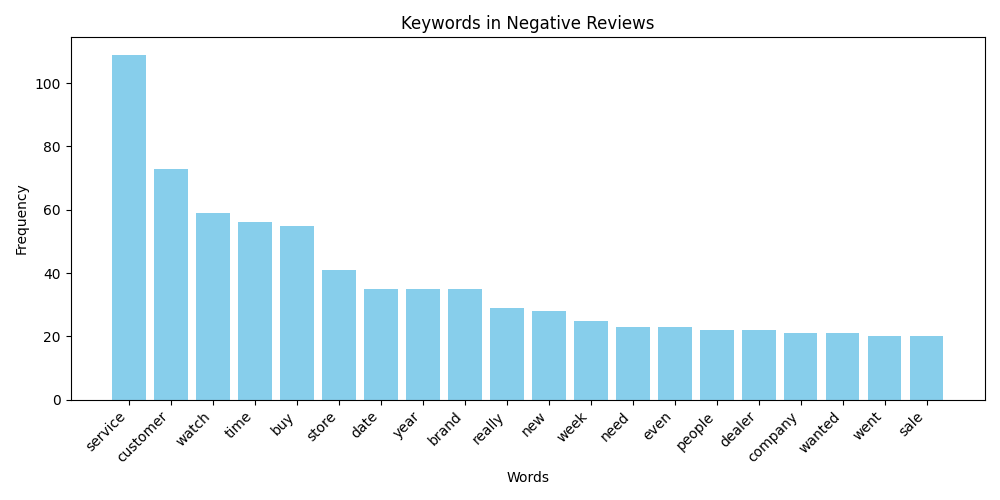 Keywords in Negative Reviews
Frequency
100
80
60
40
20
0
service
customer
watch
time
buy
store
date
year
brand
really
new
week
need
even
people
dealer
company
wanted
went
sale
Words